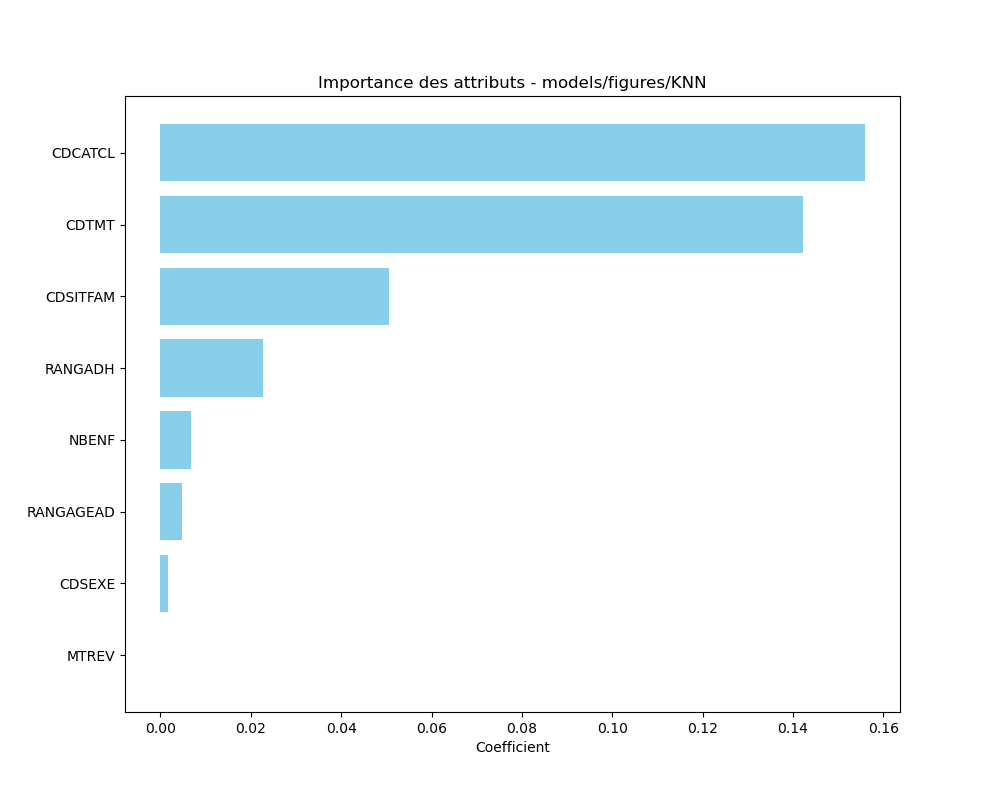 Importance des attributs - models/figures/KNN
CDCATCL
CDTMT
CDSITFAM
RANGADH
NBENF
RANGAGEAD
CDSEXE
MTREV
0.00 0.02 0.04 0.06 0.08 0.10 0.12 0.14 0.16
Coefficient